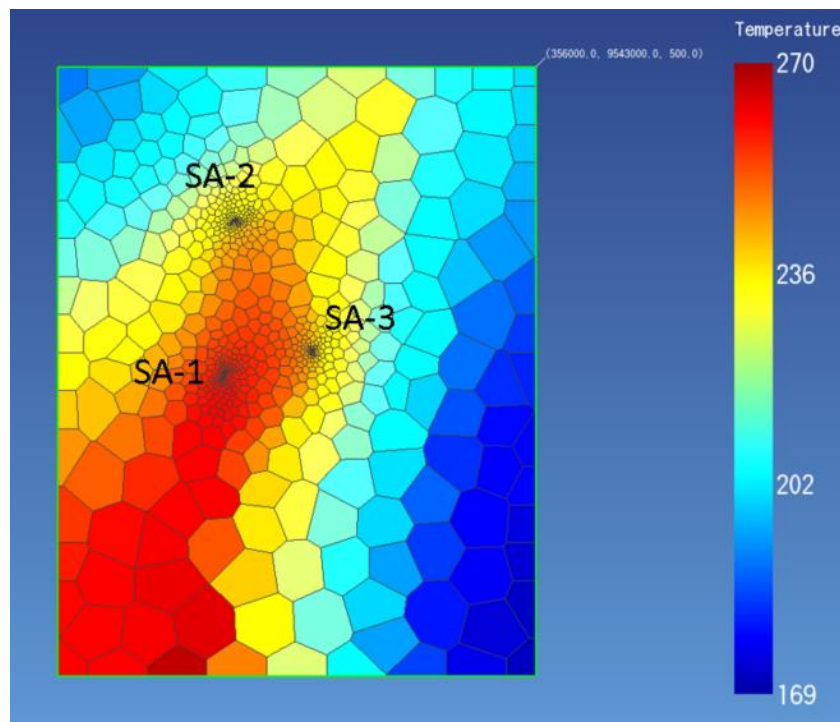 Temperature
(356000.0, 9543000.0, 500.0)
270
SA-2
236
SA-3
SA-1
202
169